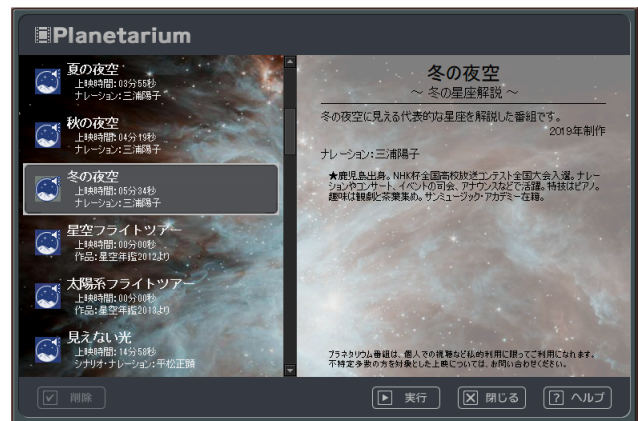 Planetarium
夏の夜空
上映時間:03分55秒
ナレーション:三浦陽子
秋の夜空
上映時間:04分19秒
ナレーション:三浦陽子
冬の夜空
上映時間:05分34秒
ナレーション:三浦陽子
星空フライトツアー
上映時間:00分00秒
作品:星空年鑑2012より
太陽系フライトツアー
上映時間:00分00秒
作品:星空年鑑2013より
見えない光
上映時間:14分58秒
シナリオ・ナレーション:平松正顕
冬の夜空
～ 冬の星座解説 ～
冬の夜空に見える代表的な星座を解説した番組です。
2019年制作
ナレーション:三浦陽子
★鹿児島出身。NHK杯全国高校放送コンテスト全国大会入選。ナレー
ションやコンサート、イベントの司会、アナウンスなどで活躍。特技はピアノ。
趣味は観劇と茶葉集め。サンミュージック・アカデミー在籍。
プラネタリウム番組は、個人での視聴など私的利用に限ってご利用になれます。
不特定多数の方を対象とした上映については、お問い合わせください。
削除
実行
閉じる
ヘルプ